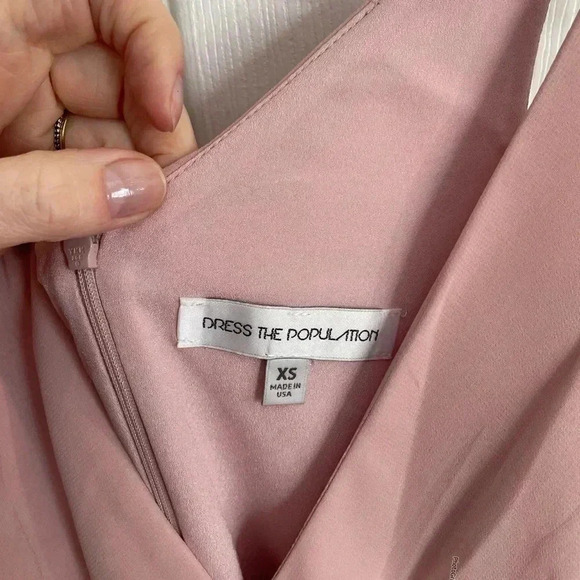 DRESS THE POPULATION
XS
MADE IN
USA